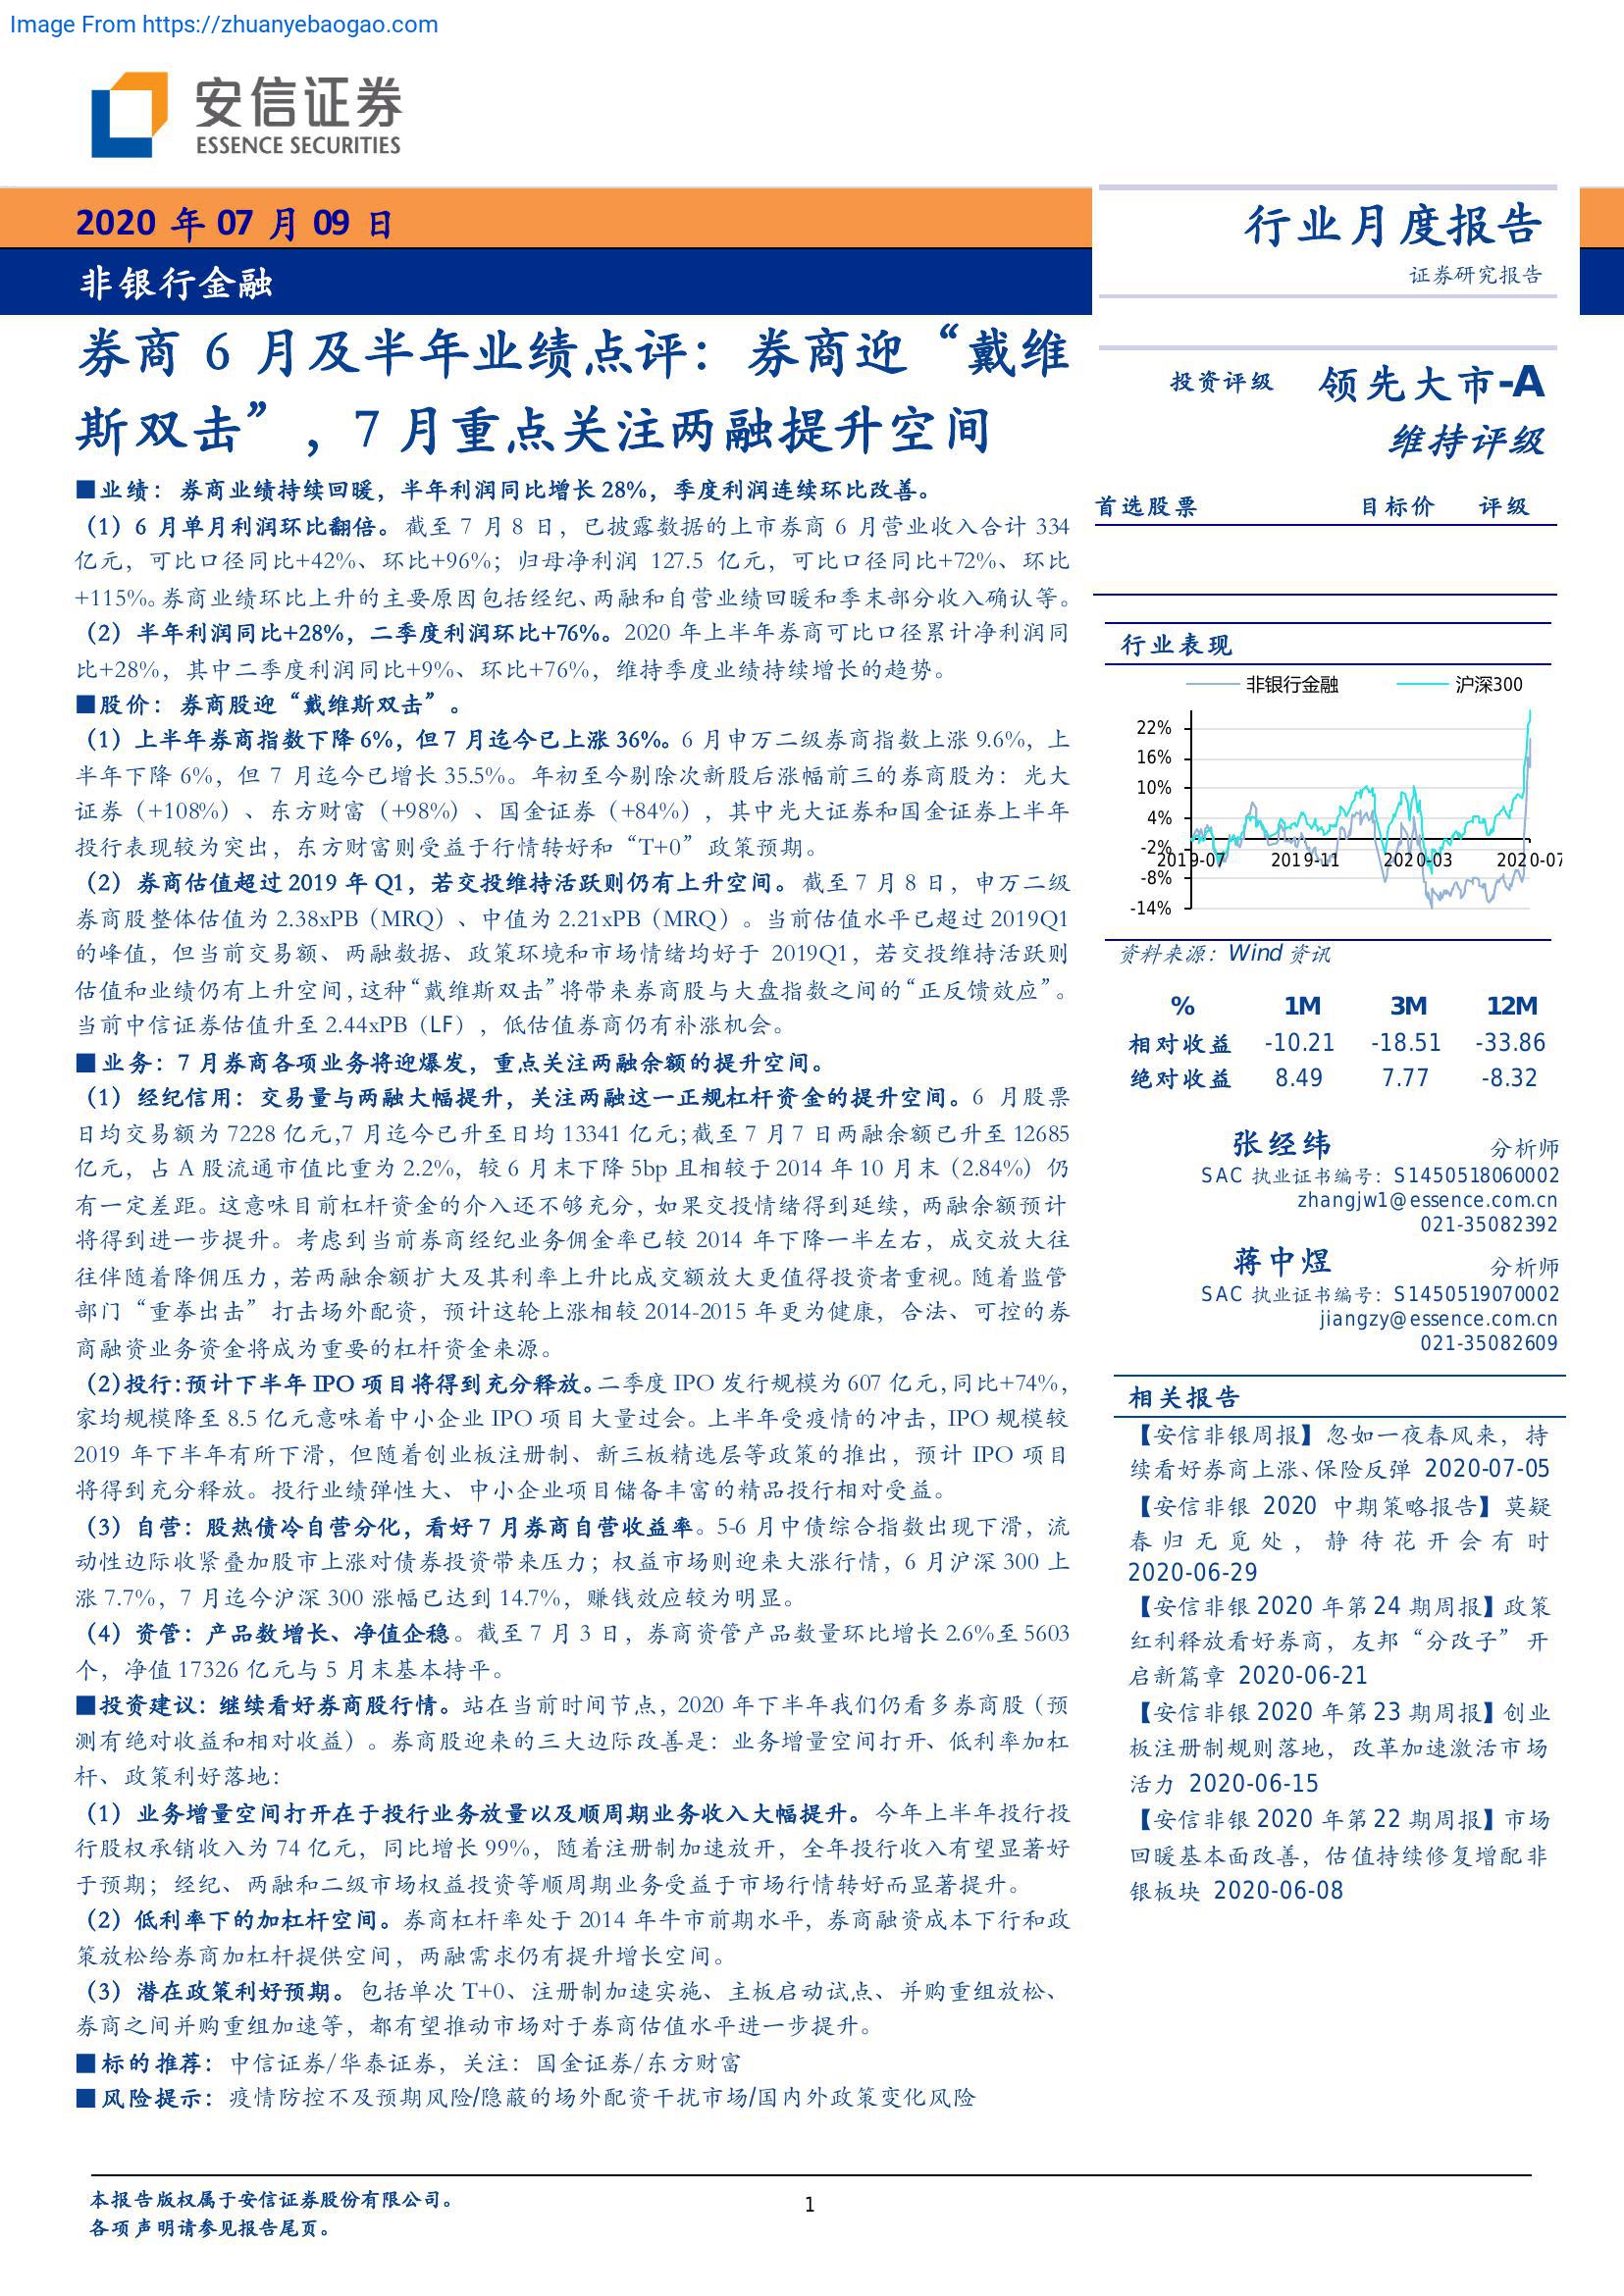 Image From https://zhuanyebaogao.com
安信证券
ESSENCE SECURITIES
2020 年 07 月 09 日
非银行金融
券商 6 月及半年业绩点评：券商迎“戴维
斯双击”，7 月重点关注两融提升空间
■业绩：券商业绩持续回暖，半年利润同比增长 28%，季度利润连续环比改善。
（1）6 月单月利润环比翻倍。截至 7 月 8 日，已披露数据的上市券商 6 月营业收入合计 334
亿元，可比口径同比+42%、环比+96%；归母净利润 127.5 亿元，可比口径同比+72%、环比
+115%。券商业绩环比上升的主要原因包括经纪、两融和自营业绩回暖和季末部分收入确认等。
（2）半年利润同比+28%，二季度利润环比+76%。2020 年上半年券商可比口径累计净利润同
比+28%，其中二季度利润同比+9%、环比+76%，维持季度业绩持续增长的趋势。
■股价：券商股迎“戴维斯双击”。
（1）上半年券商指数下降 6%，但 7 月迄今已上涨 36%。6 月申万二级券商指数上涨 9.6%，上
半年下降 6%，但 7 月迄今已增长 35.5%。年初至今剔除次新股后涨幅前三的券商股为：光大
证券（+108%）、东方财富（+98%）、国金证券（+84%），其中光大证券和国金证券上半年
投行表现较为突出，东方财富则受益于行情转好和“T+0”政策预期。
（2）券商估值超过 2019 年 Q1，若交投维持活跃则仍有上升空间。截至 7 月 8 日，申万二级
券商股整体估值为 2.38xPB（MRQ）、中值为 2.21xPB（MRQ）。当前估值水平已超过 2019Q1
的峰值，但当前交易额、两融数据、政策环境和市场情绪均好于 2019Q1，若交投维持活跃则
估值和业绩仍有上升空间，这种“戴维斯双击”将带来券商股与大盘指数之间的“正反馈效应”。
当前中信证券估值升至 2.44xPB（LF），低估值券商仍有补涨机会。
■业务：7 月券商各项业务将迎爆发，重点关注两融余额的提升空间。
（1）经纪信用：交易量与两融大幅提升，关注两融这一正规杠杆资金的提升空间。6 月股票
日均交易额为 7228 亿元,7 月迄今已升至日均 13341 亿元;截至 7 月 7 日两融余额已升至 12685
亿元，占 A 股流通市值比重为 2.2%，较 6 月末下降 5bp 且相较于 2014 年 10 月末（2.84%）仍
有一定差距。这意味目前杠杆资金的介入还不够充分，如果交投情绪得到延续，两融余额预计
将得到进一步提升。考虑到当前券商经纪业务佣金率已较 2014 年下降一半左右，成交放大往
往伴随着降佣压力，若两融余额扩大及其利率上升比成交额放大更值得投资者重视。随着监管
部门“重拳出击”打击场外配资，预计这轮上涨相较 2014-2015 年更为健康，合法、可控的券
商融资业务资金将成为重要的杠杆资金来源。
（2）投行：预计下半年 IPO 项目将得到充分释放。二季度 IPO 发行规模为 607 亿元，同比+74%，
家均规模降至 8.5 亿元意味着中小企业 IPO 项目大量过会。上半年受疫情的冲击，IPO 规模较
2019 年下半年有所下滑，但随着创业板注册制、新三板精选层等政策的推出，预计 IPO 项目
将得到充分释放。投行业绩弹性大、中小企业项目储备丰富的精品投行相对受益。
（3）自营：股热债冷自营分化，看好 7 月券商自营收益率。5-6 月中债综合指数出现下滑，流
动性边际收紧叠加股市上涨对债券投资带来压力；权益市场则迎来大涨行情，6 月沪深 300 上
涨 7.7%，7 月迄今沪深 300 涨幅已达到 14.7%，赚钱效应较为明显。
（4）资管：产品数增长、净值企稳。截至 7 月 3 日，券商资管产品数量环比增长 2.6%至 5603
个，净值 17326 亿元与 5 月末基本持平。
■投资建议：继续看好券商股行情。站在当前时间节点，2020 年下半年我们仍看多券商股（预
测有绝对收益和相对收益）。券商股迎来的三大边际改善是：业务增量空间打开、低利率加杠
杆、政策利好落地：
（1）业务增量空间打开在于投行业务放量以及顺周期业务收入大幅提升。今年上半年投行投
行股权承销收入为 74 亿元，同比增长 99%，随着注册制加速放开，全年投行收入有望显著好
于预期；经纪、两融和二级市场权益投资等顺周期业务受益于市场行情转好而显著提升。
（2）低利率下的加杠杆空间。券商杠杆率处于 2014 年牛市前期水平，券商融资成本下行和政
策放松给券商加杠杆提供空间，两融需求仍有提升增长空间。
（3）潜在政策利好预期。包括单次 T+0、注册制加速实施、主板启动试点、并购重组放松、
券商之间并购重组加速等，都有望推动市场对于券商估值水平进一步提升。
■标的推荐：中信证券/华泰证券，关注：国金证券/东方财富
■风险提示：疫情防控不及预期风险/隐蔽的场外配资干扰市场/国内外政策变化风险
行业月度报告
证券研究报告
投资评级 领先大市-A
维持评级
首选股票 目标价 评级
行业表现
非银行金融 沪深300
22%
16%
10%
4%
-2%
2019-07 2019-11 2020-03 2020-07
-8%
-14%
资料来源：Wind 资讯
% 1M 3M 12M
相对收益 -10.21 -18.51 -33.86
绝对收益 8.49 7.77 -8.32
张经纬 分析师
SAC 执业证书编号：S1450518060002
zhangjw1@essence.com.cn
021-35082392
蒋中煜 分析师
SAC 执业证书编号：S1450519070002
jiangzy@essence.com.cn
021-35082609
相关报告
【安信非银周报】忽如一夜春风来，持
续看好券商上涨、保险反弹 2020-07-05
【安信非银 2020 中期策略报告】莫疑
春归无觅处，静待花开会有时
2020-06-29
【安信非银 2020 年第 24 期周报】政策
红利释放看好券商，友邦“分改子”开
启新篇章 2020-06-21
【安信非银 2020 年第 23 期周报】创业
板注册制规则落地，改革加速激活市场
活力 2020-06-15
【安信非银 2020 年第 22 期周报】市场
回暖基本面改善，估值持续修复增配非
银板块 2020-06-08
本报告版权属于安信证券股份有限公司。
各项声明请参见报告尾页。
1